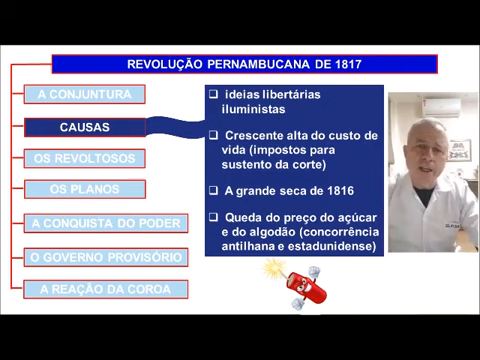 REVOLUÇÃO PERNAMBUCANA DE 1817
A CONJUNTURA
CAUSAS
OS REVOLTOSOS
OS PLANOS
A CONQUISTA DO PODER
O GOVERNO PROVISÓRIO
A REAÇÃO DA COROA
ideias libertárias
iluministas
Crescente alta do custo de
vida (impostos para
sustento da corte)
A grande seca de 1816
Queda do preço do açúcar
e do algodão (concorrência
antilhana e estadunidense)